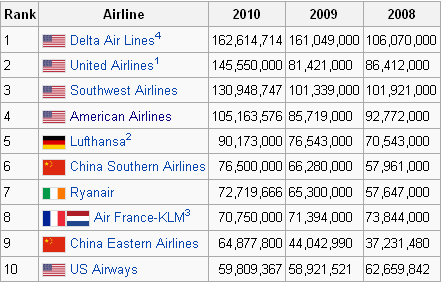 Rank Airline 2010 2009 2008
1 Delta Air Lines4 162,614,714 161,049,000 106,070,000
2 United Airlines1 145,550,000 81,421,000 86,412,000
3 Southwest Airlines 130,948,747 101,339,000 101,921,000
4 American Airlines 105,163,576 85,719,000 92,772,000
5 Lufthansa2 90,173,000 76,543,000 70,543,000
6 China Southern Airlines 76,500,000 66,280,000 57,961,000
7 Ryanair 72,719,666 65,300,000 57,647,000
8 Air France-KLM3 70,750,000 71,394,000 73,844,000
9 China Eastern Airlines 64,877,800 44,042,990 37,231,480
10 US Airways 59,809,367 58,921,521 62,659,842